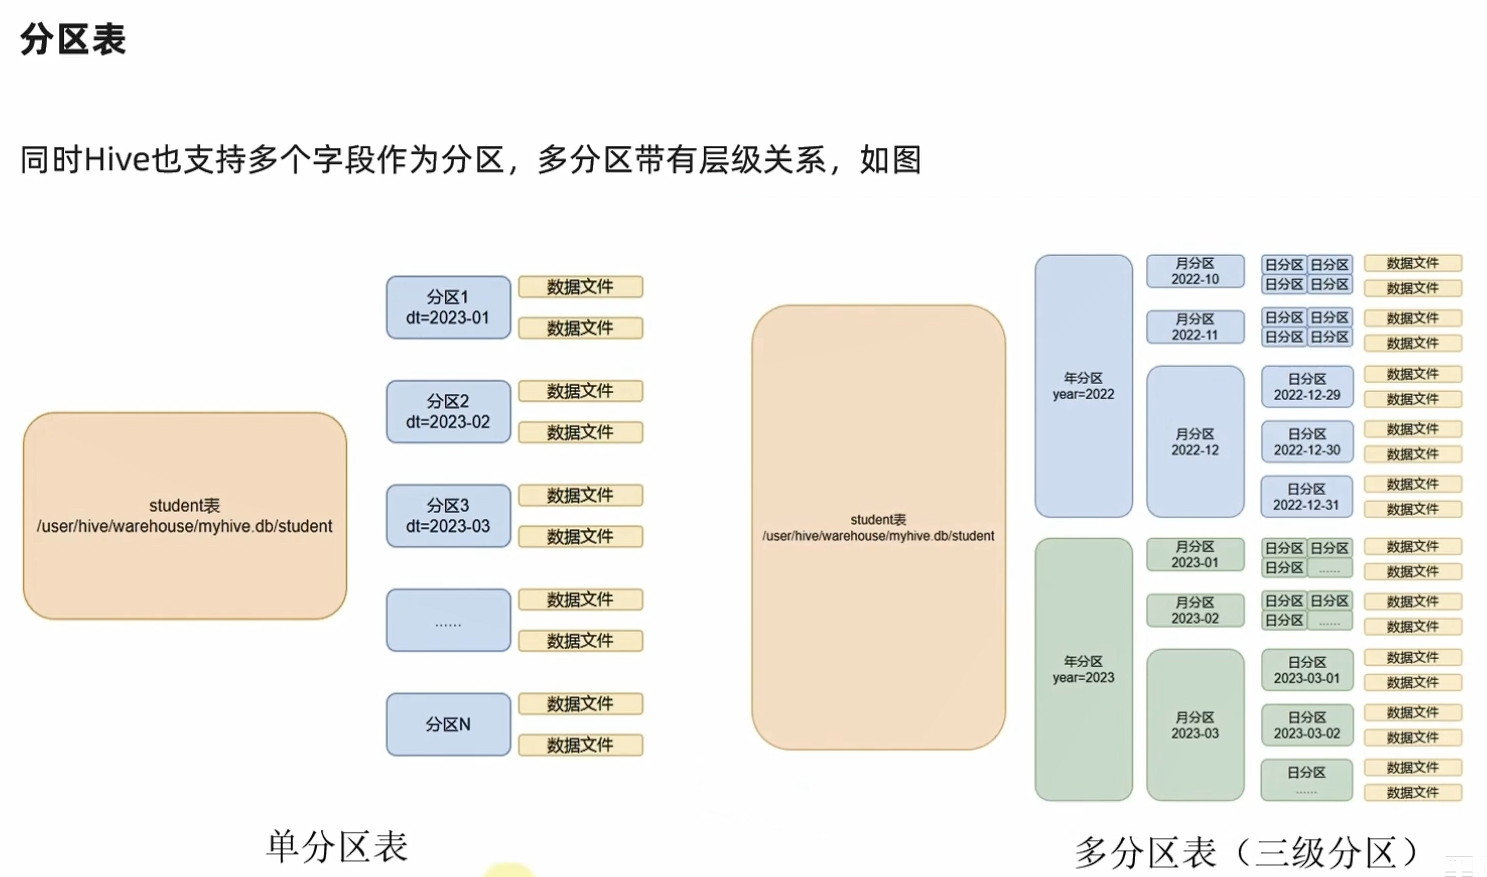 分区表
同时Hive也支持多个字段作为分区，多分区带有层级关系，如图
student表
/user/hive/warehouse/myhive.db/student
分区1
dt=2023-01
数据文件
数据文件
分区2
dt=2023-02
数据文件
数据文件
分区3
dt=2023-03
数据文件
数据文件
......
数据文件
数据文件
分区N
数据文件
数据文件
单分区表
student表
/user/hive/warehouse/myhive.db/student
年分区
year=2022
月分区
2022-10
日分区 日分区
日分区 日分区
数据文件
数据文件
月分区
2022-11
日分区 日分区
日分区 日分区
数据文件
数据文件
月分区
2022-12
日分区
2022-12-29
数据文件
数据文件
日分区
2022-12-30
数据文件
数据文件
日分区
2022-12-31
数据文件
数据文件
年分区
year=2023
月分区
2023-01
日分区 日分区
日分区 ......
数据文件
数据文件
月分区
2023-02
日分区 日分区
日分区 ......
数据文件
数据文件
月分区
2023-03
日分区
2023-03-01
数据文件
数据文件
日分区
2023-03-02
数据文件
数据文件
日分区
......
数据文件
数据文件
多分区表（三级分区）